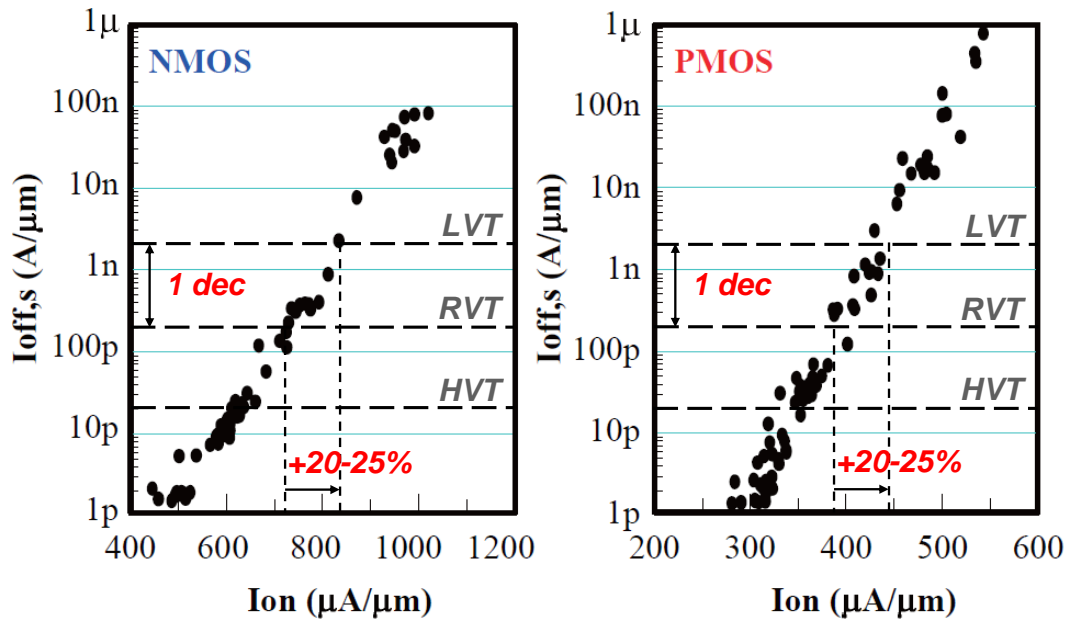 NMOS
1μ
100n
10n
1n
100p
10p
1p
Ioff,s (A/μm)
LVT
1 dec
RVT
HVT
+20-25%
400 600 800 1000 1200
Ion (μA/μm)
PMOS
1μ
100n
10n
1n
100p
10p
1p
Ioff,s (A/μm)
LVT
1 dec
RVT
HVT
+20-25%
200 300 400 500 600
Ion (μA/μm)